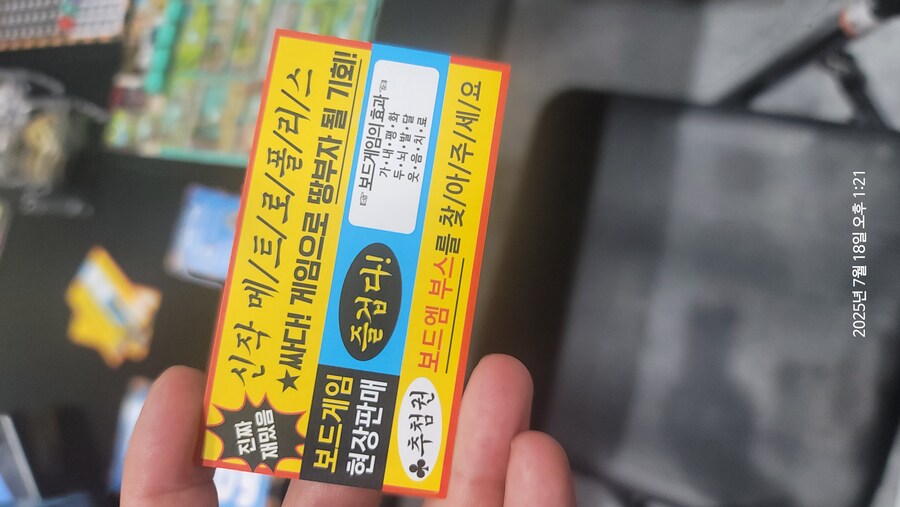 진짜
재밌음
신작 메/트/로/폴/리/스
★싸다! 게임으로 땅부자 될 기회!
보드게임
현장판매
즐겁다!
☞보드게임의 효과☜
가·내·평·화
두·뇌·발·달
웃·음·치·료
♣추첨권
보드엠 부스를 찾/아/주/세/요
2025년 7월 18일 오후 1:21